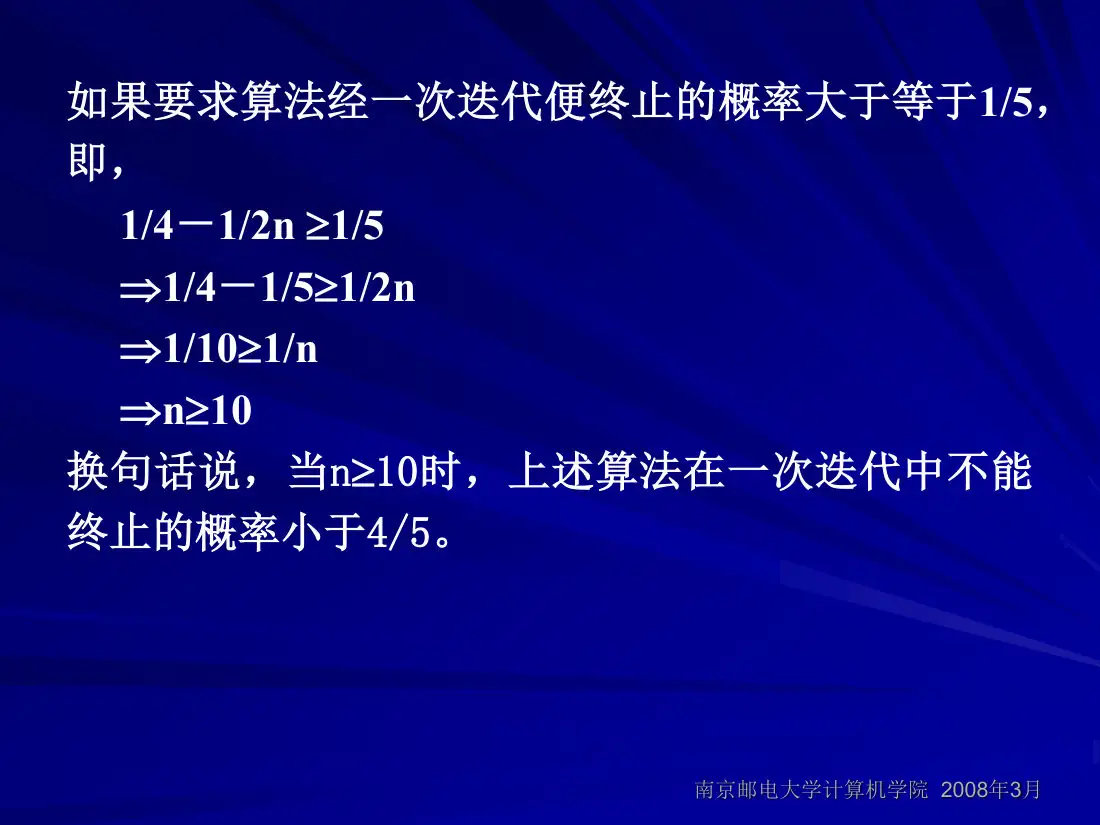 如果要求算法经一次迭代便终止的概率大于等于1/5，
即，
1/4－1/2n ≥1/5
⇒1/4－1/5≥1/2n
⇒1/10≥1/n
⇒n≥10
换句话说，当n≥10时，上述算法在一次迭代中不能
终止的概率小于4/5。
南京邮电大学计算机学院 2008年3月